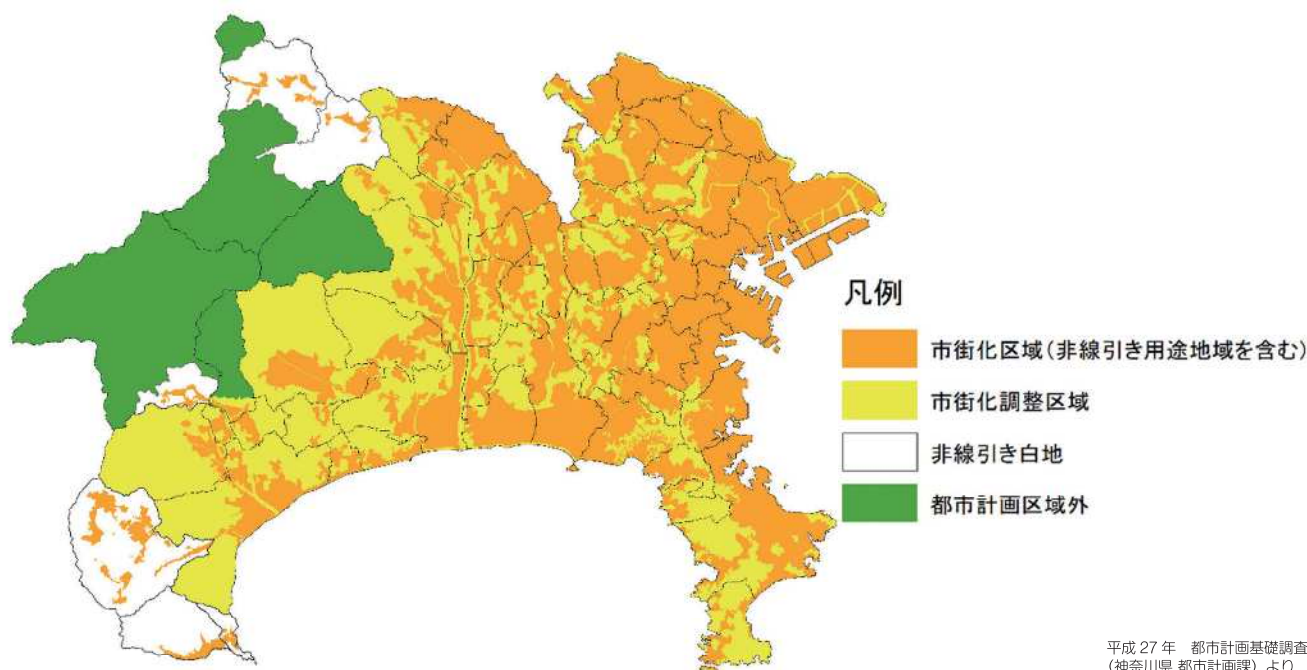 凡例
市街化区域(非線引き用途地域を含む)
市街化調整区域
非線引き白地
都市計画区域外
平成 27 年　都市計画基礎調査
(神奈川県 都市計画課) より